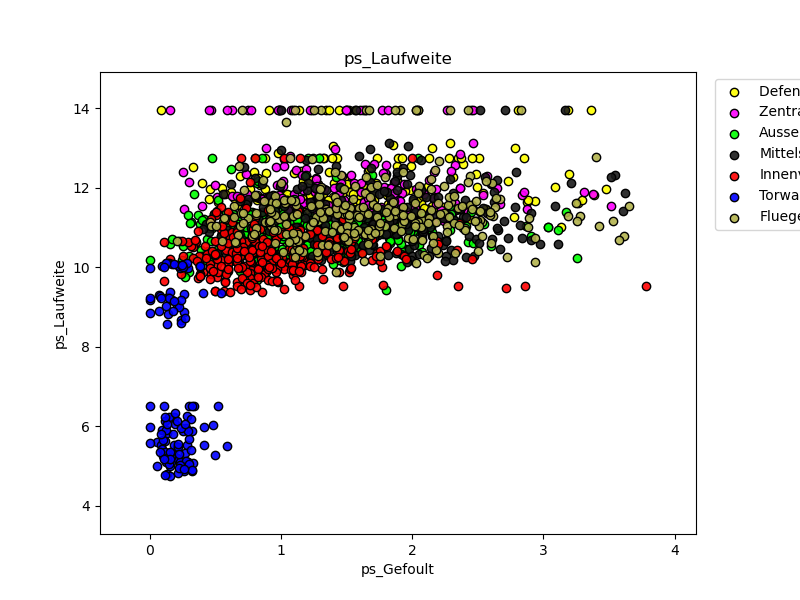 ps_Laufweite
14
12
10
8
6
4
ps_Laufweite
0 1 2 3 4
ps_Gefoult
Defen
Zentra
Ausse
Mittels
Innenv
Torwa
Fluege